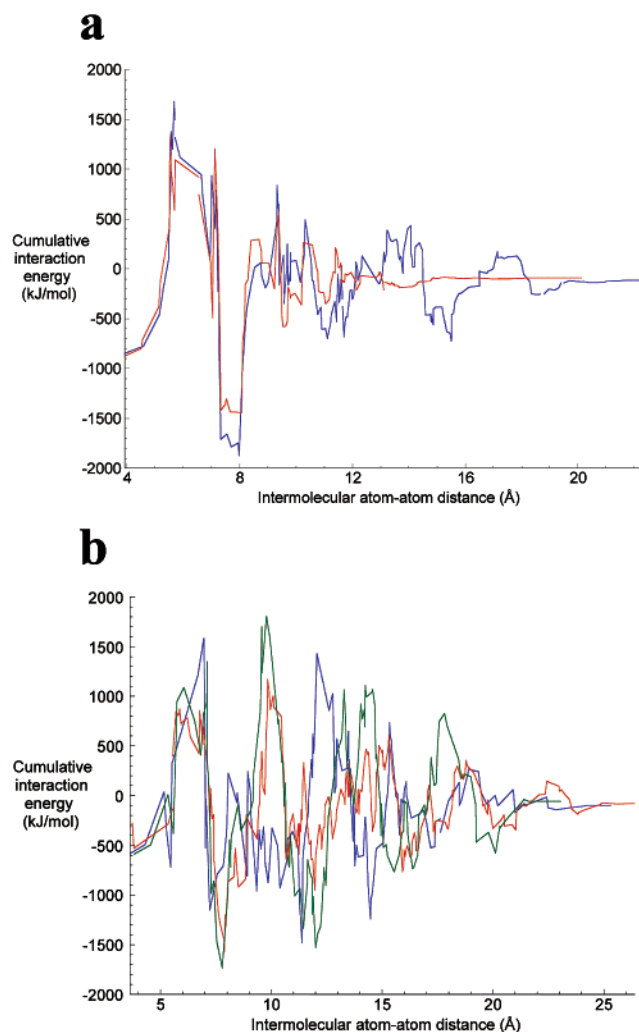 a
2000
1500
1000
500
0
-500
-1000
-1500
-2000
Cumulative
interaction
energy
(kJ/mol)
4 8 12 16 20
Intermolecular atom-atom distance (Å)
b
2000
1500
1000
500
0
-500
-1000
-1500
-2000
Cumulative
interaction
energy
(kJ/mol)
5 10 15 20 25
Intermolecular atom-atom distance (Å)